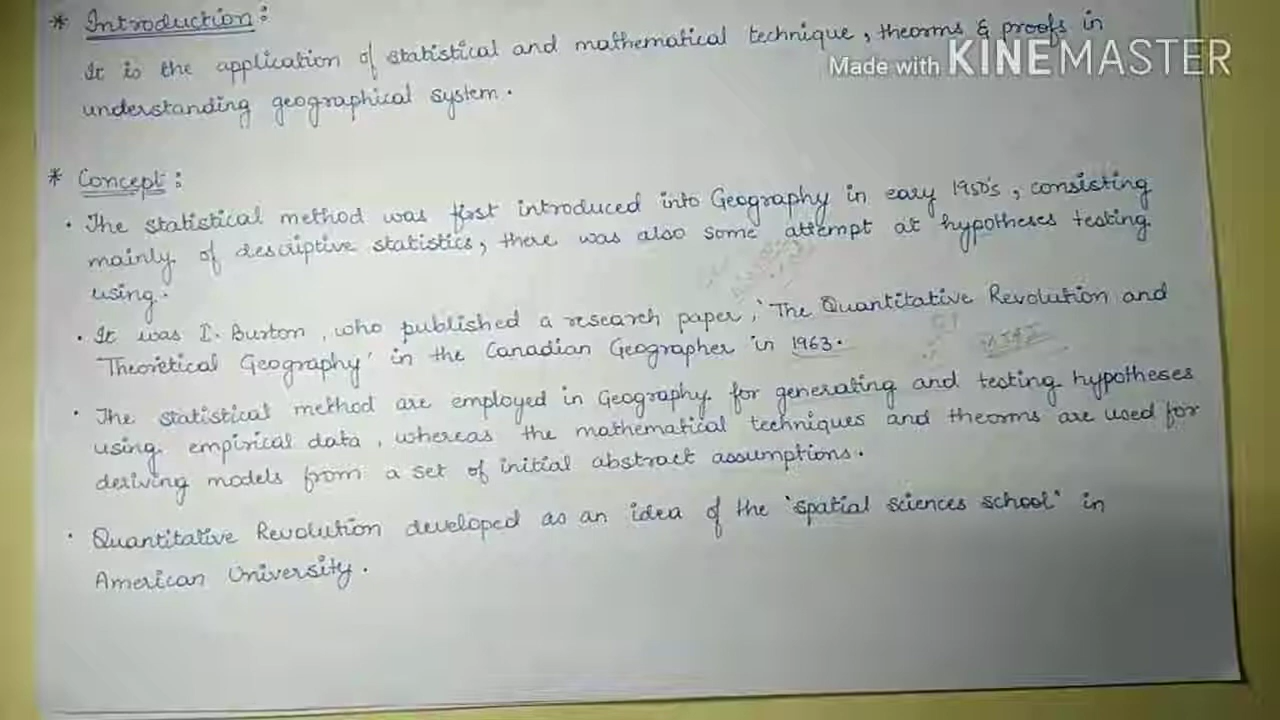 * Introduction:
It is the application of statistical and mathematical technique, theorms & proofs in
understanding geographical system.
Made with KINEMASTER
* Concept:
· The statistical method was first introduced into Geography in eary 1950's, consisting
mainly of descriptive statistics, there was also some attempt at hypotheses testing
using.
· It was I. Burton, who published a research paper, 'The Quantitative Revolution and
Theoretical Geography' in the Canadian Geographer in 1963.
· The statistical method are employed in Geography for generating and testing hypotheses
using empirical data, whereas the mathematical techniques and theorms are used for
deriving models from a set of initial abstract assumptions.
· Quantitative Revolution developed as an idea of the 'spatial sciences school' in
American University.